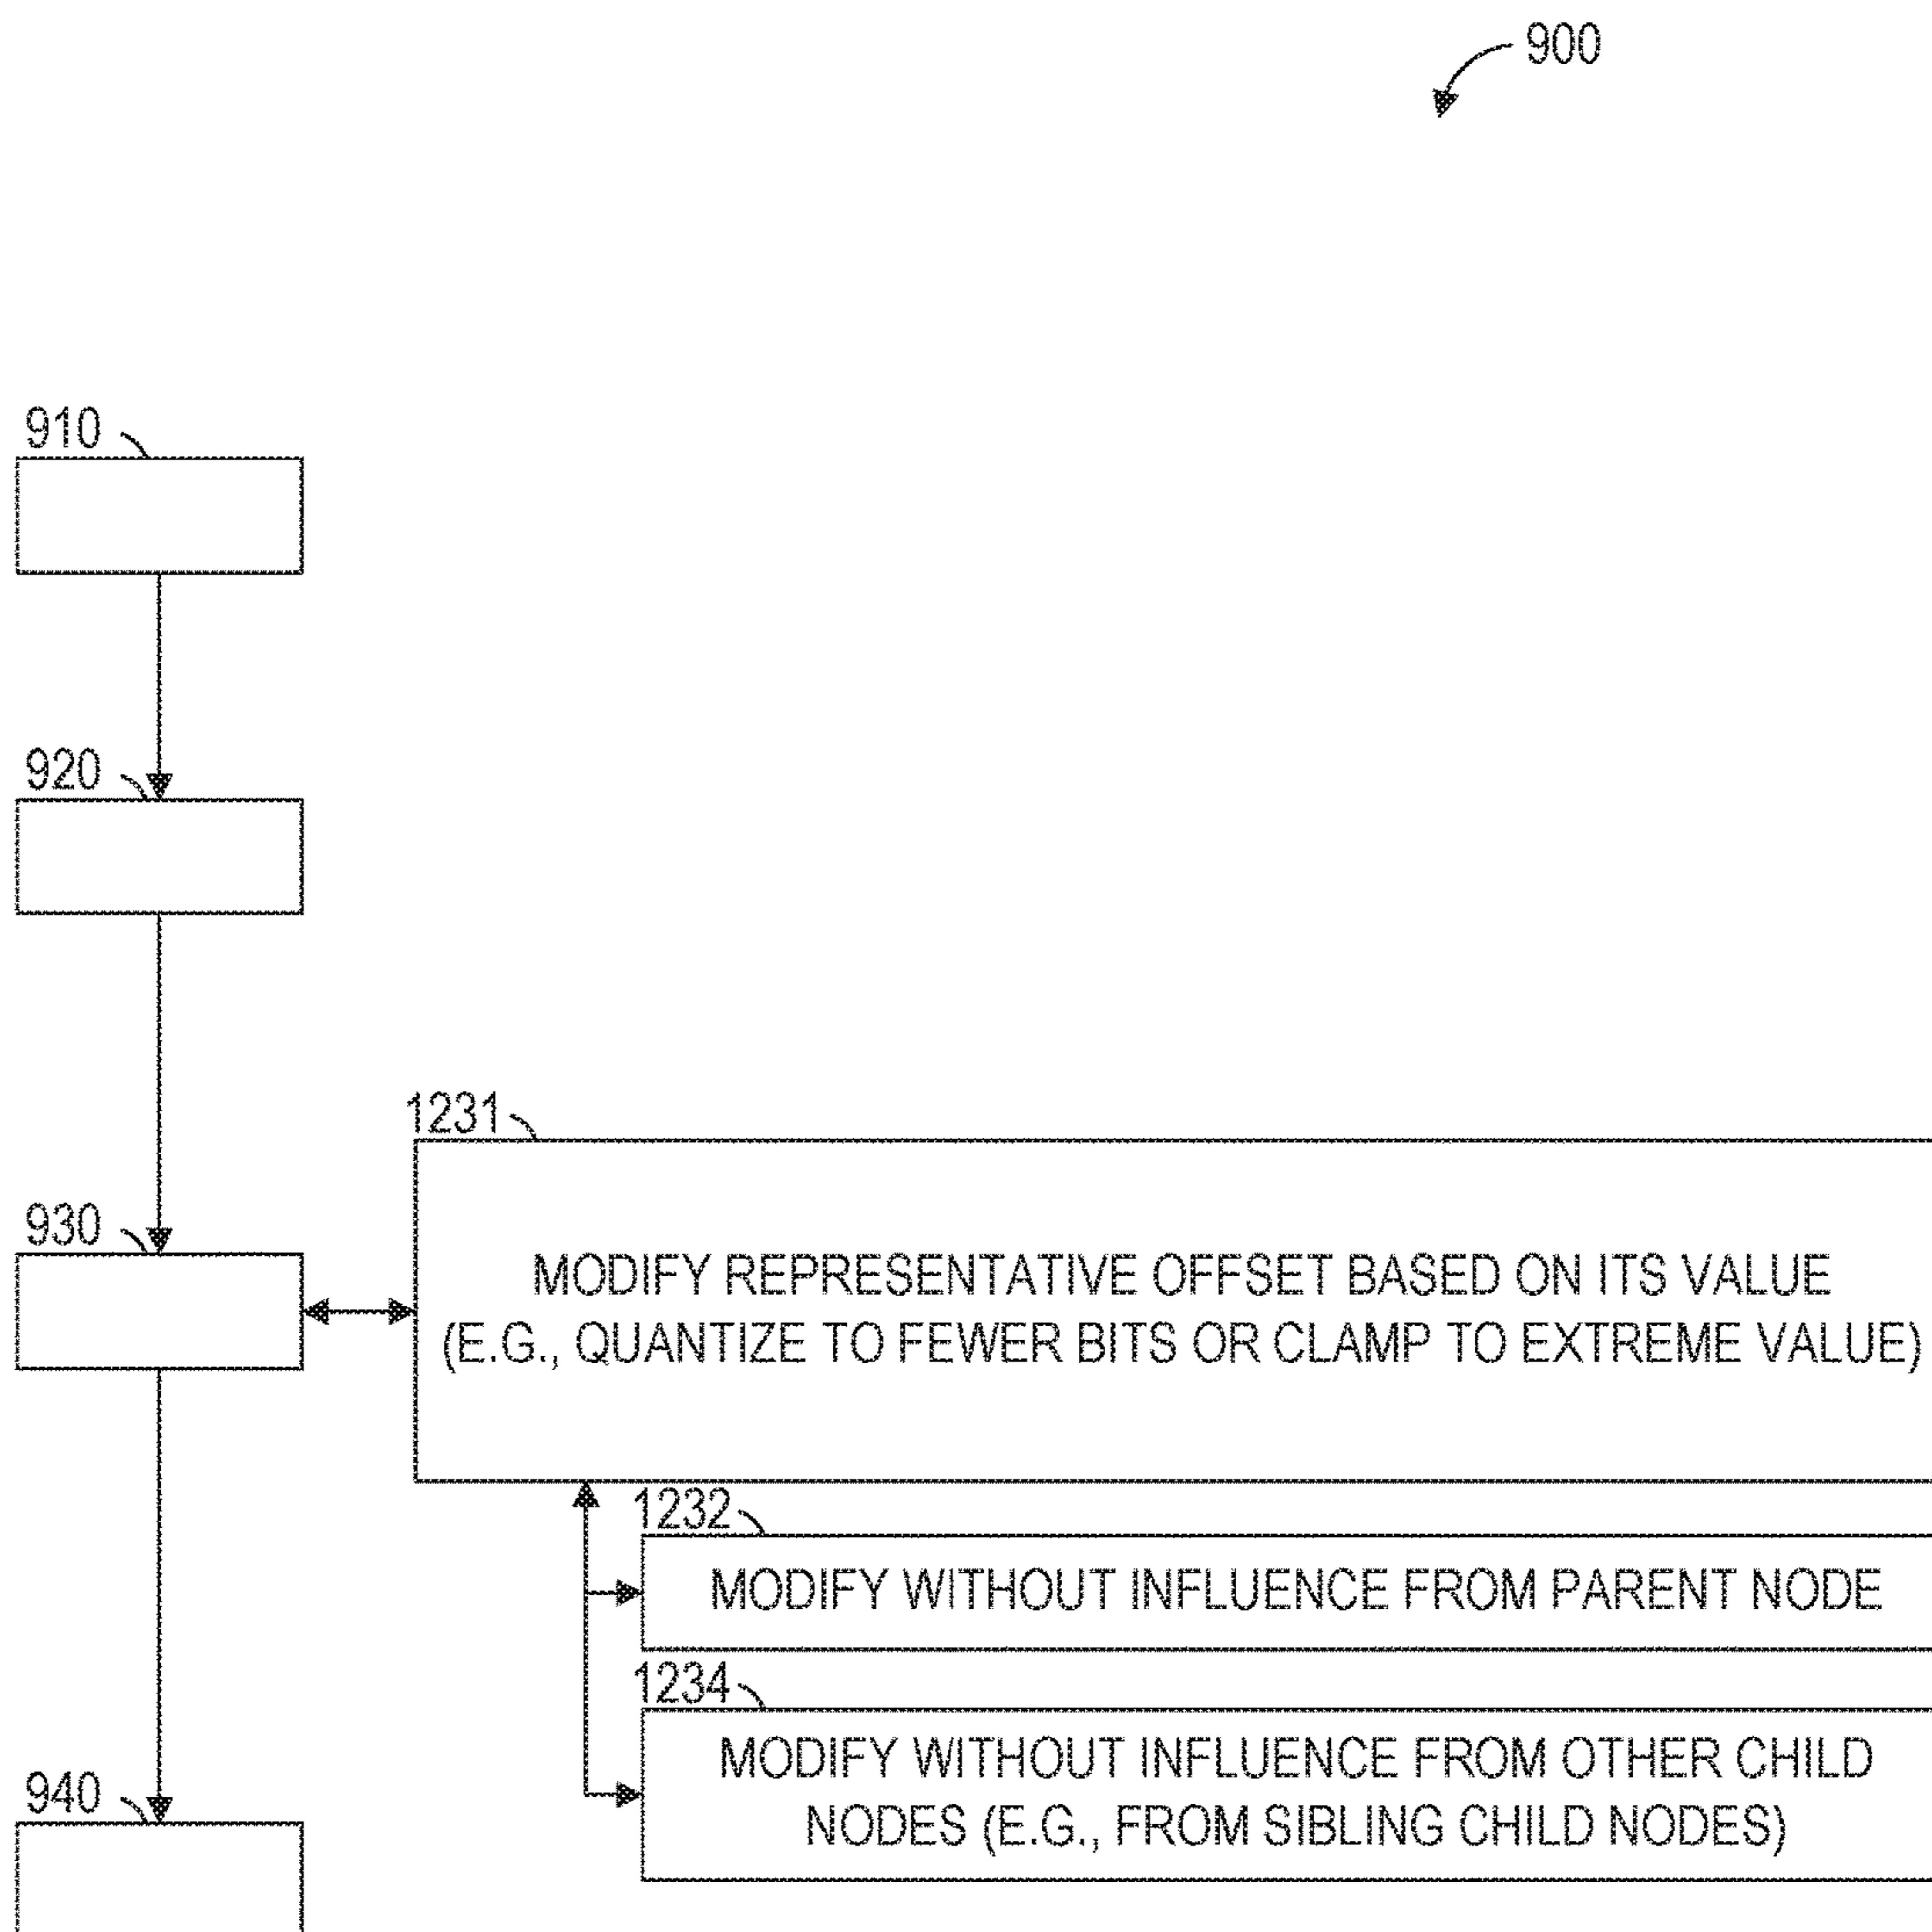 900
910
920
1231
930
MODIFY REPRESENTATIVE OFFSET BASED ON ITS VALUE
(E.G., QUANTIZE TO FEWER BITS OR CLAMP TO EXTREME VALUE)
1232
MODIFY WITHOUT INFLUENCE FROM PARENT NODE
1234
MODIFY WITHOUT INFLUENCE FROM OTHER CHILD
NODES (E.G., FROM SIBLING CHILD NODES)
940